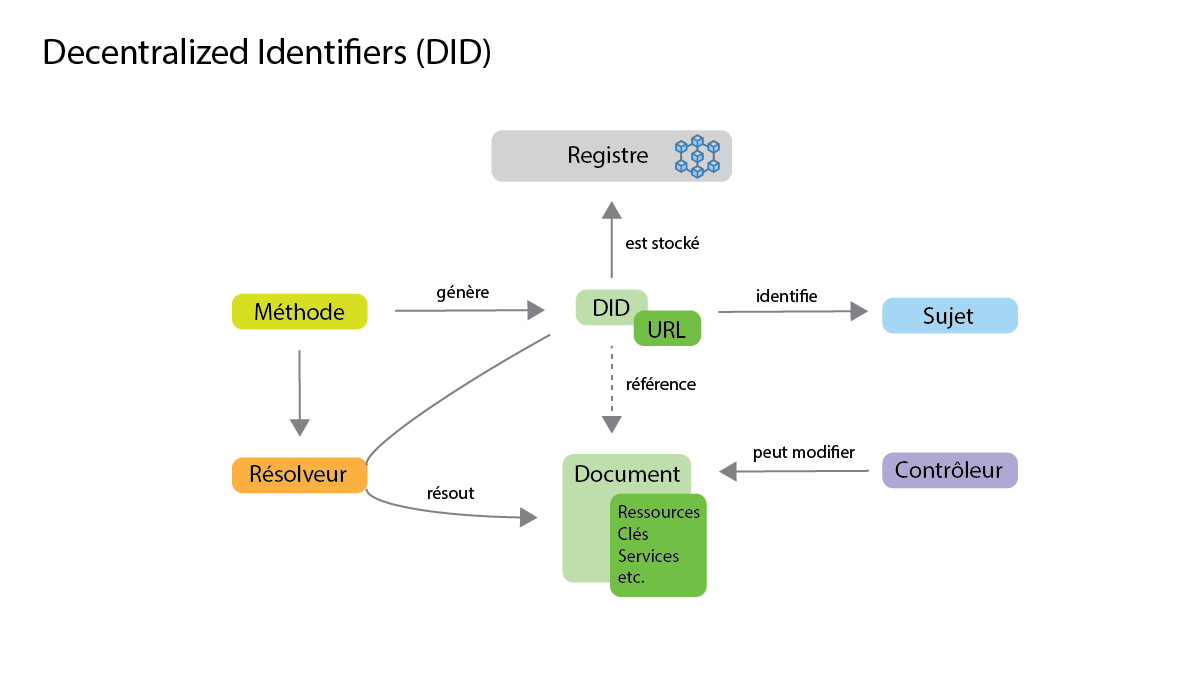 Decentralized Identifiers (DID)
Registre
est stocké
génère
identifie
Méthode
DID
URL
Sujet
référence
peut modifier
Résolveur
résout
Document
Contrôleur
Ressources
Clés
Services
etc.